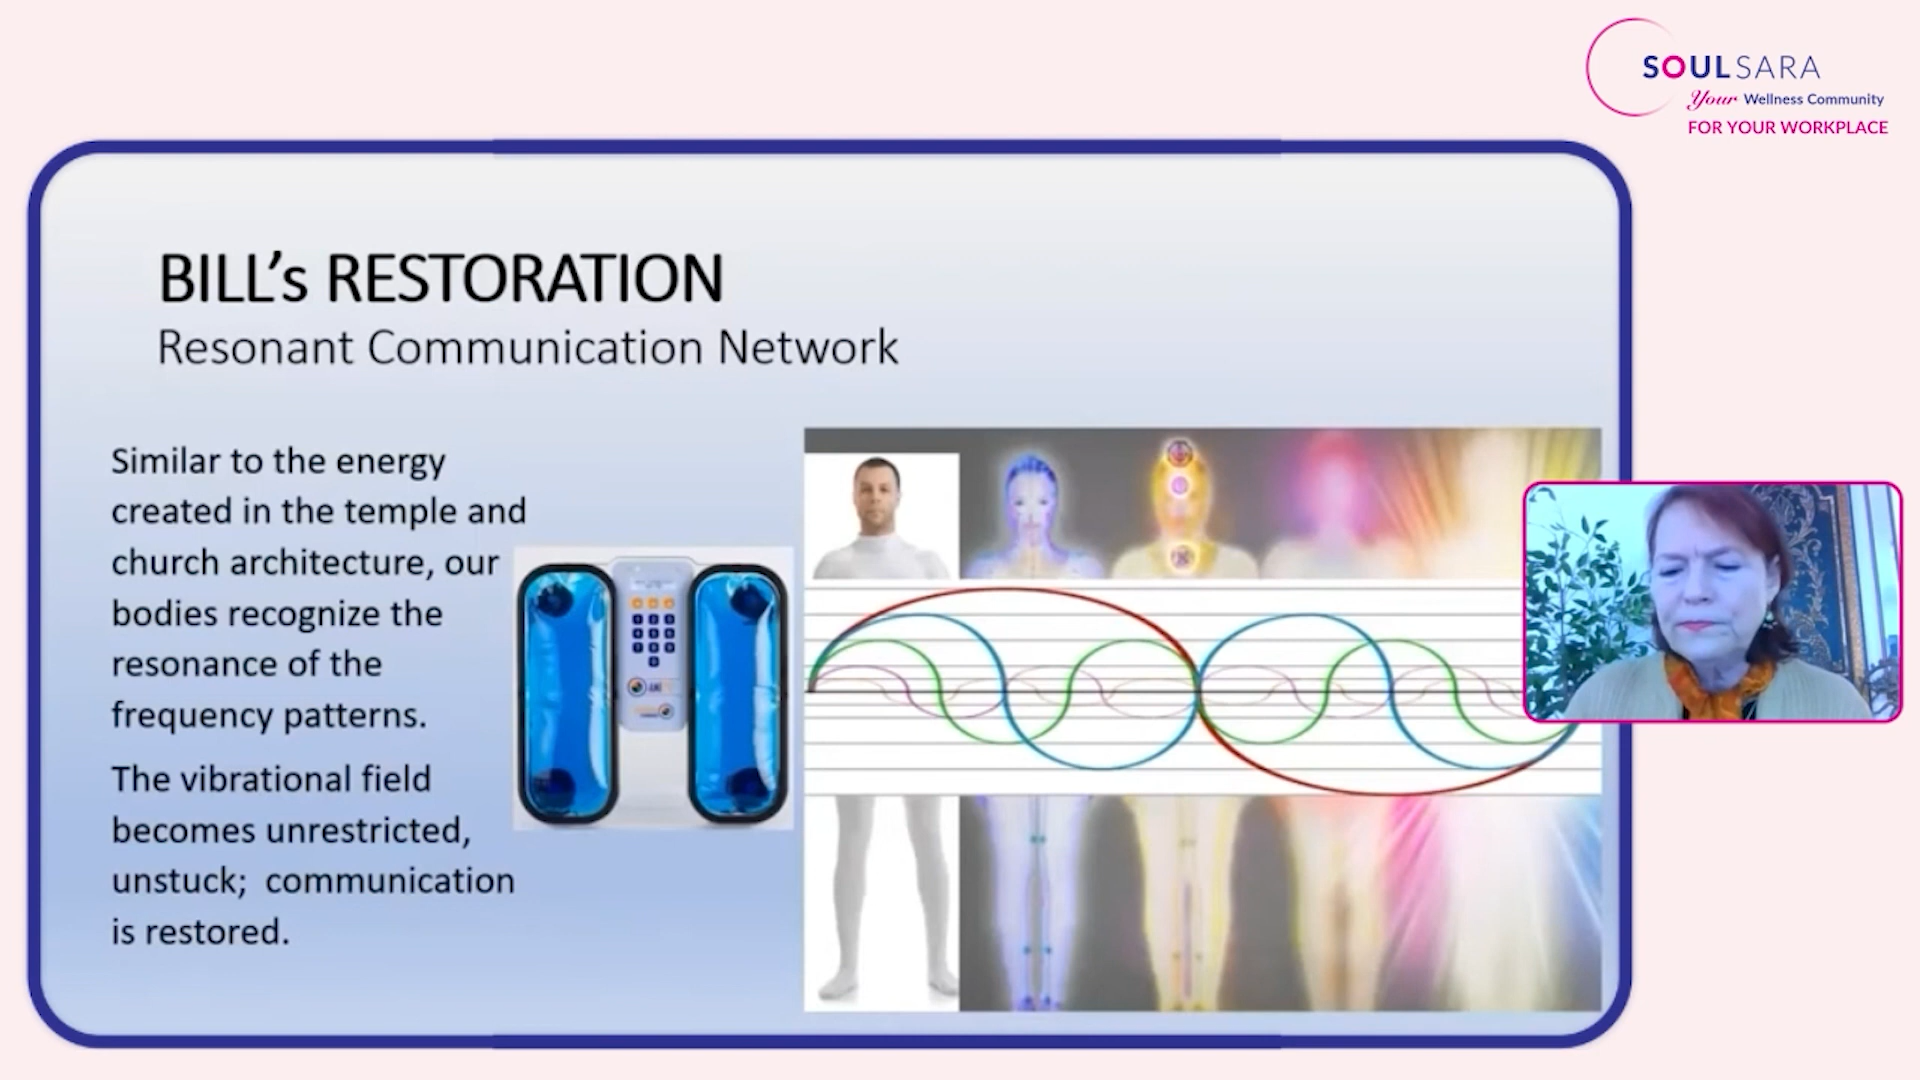 SOULSARA
Your Wellness Community
FOR YOUR WORKPLACE
BILL’s RESTORATION
Resonant Communication Network
Similar to the energy
created in the temple and
church architecture, our
bodies recognize the
resonance of the
frequency patterns.
The vibrational field
becomes unrestricted,
unstuck;  communication
is restored.